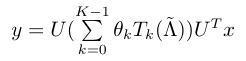 $y = U(\sum_{k=0}^{K-1} \theta_k T_k(\tilde{\Lambda})) U^T x$